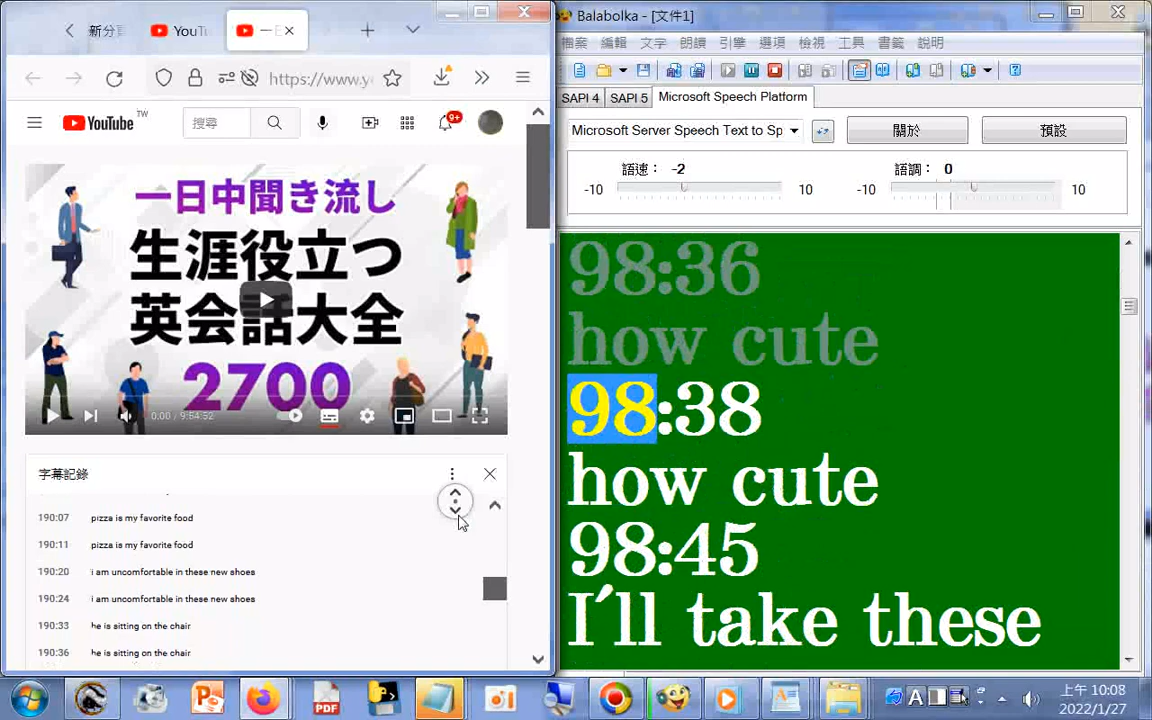 新分
YouTu
一日
https://www.y
YouTube TW
搜尋
9+
一日中聞き流し
生涯役立つ
英会話大全
2700
0:00 / 9:54:52
字幕記錄
190:07 pizza is my favorite food
190:11 pizza is my favorite food
190:20 i am uncomfortable in these new shoes
190:24 i am uncomfortable in these new shoes
190:33 he is sitting on the chair
190:36 he is sitting on the chair
Balabolka - [文件1]
檔案 編輯 文字 朗讀 引擎 選項 檢視 工具 書籤 說明
SAPI 4 SAPI 5 Microsoft Speech Platform
Microsoft Server Speech Text to Sp
關於 預設
語速： -2 語調： 0
-10 10 -10 10
98:36
how cute
98:38
how cute
98:45
I'll take these
PDF
A
上午 10:08
2022/1/27